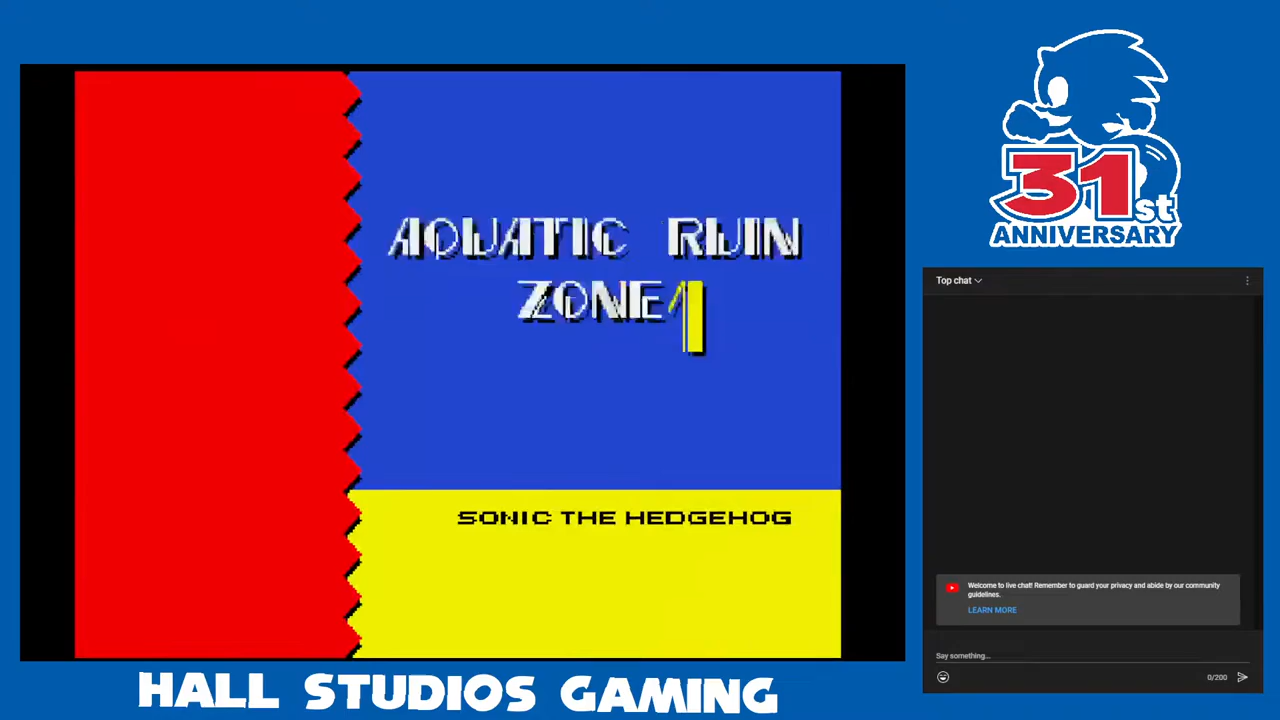 AQUATIC RUIN
ZONE 1
SONIC THE HEDGEHOG
HALL STUDIOS GAMING
31st
ANNIVERSARY
Top chat
Welcome to live chat! Remember to guard your privacy and abide by our community
guidelines.
LEARN MORE
Say something...
0/200